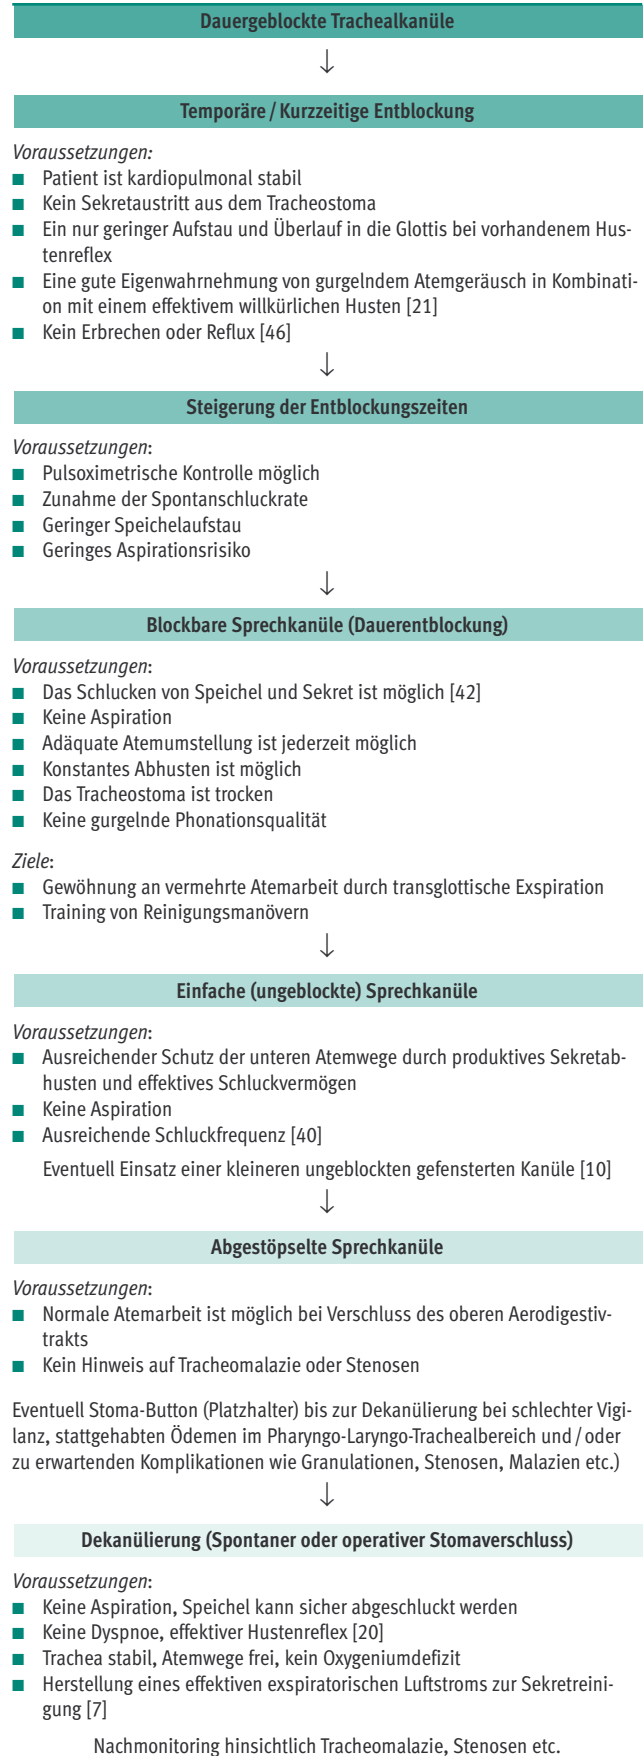 Dauergeblockte Trachealkanüle
↓
Temporäre / Kurzzeitige Entblockung
Voraussetzungen:
■ Patient ist kardiopulmonal stabil
■ Kein Sekretaustritt aus dem Tracheostoma
■ Ein nur geringer Aufstau und Überlauf in die Glottis bei vorhandenem Hus-
tenreflex
■ Eine gute Eigenwahrnehmung von gurgelndem Atemgeräusch in Kombinati-
on mit einem effektivem willkürlichen Husten [21]
■ Kein Erbrechen oder Reflux [46]
↓
Steigerung der Entblockungszeiten
Voraussetzungen:
■ Pulsoximetrische Kontrolle möglich
■ Zunahme der Spontanschluckrate
■ Geringer Speichelaufstau
■ Geringes Aspirationsrisiko
↓
Blockbare Sprechkanüle (Dauerentblockung)
Voraussetzungen:
■ Das Schlucken von Speichel und Sekret ist möglich [42]
■ Keine Aspiration
■ Adäquate Atemumstellung ist jederzeit möglich
■ Konstantes Abhusten ist möglich
■ Das Tracheostoma ist trocken
■ Keine gurgelnde Phonationsqualität
Ziele:
■ Gewöhnung an vermehrte Atemarbeit durch transglottische Exspiration
■ Training von Reinigungsmanövern
↓
Einfache (ungeblockte) Sprechkanüle
Voraussetzungen:
■ Ausreichender Schutz der unteren Atemwege durch produktives Sekretab-
husten und effektives Schluckvermögen
■ Keine Aspiration
■ Ausreichende Schluckfrequenz [40]
Eventuell Einsatz einer kleineren ungeblockten gefensterten Kanüle [10]
↓
Abgestöpselte Sprechkanüle
Voraussetzungen:
■ Normale Atemarbeit ist möglich bei Verschluss des oberen Aerodigestiv-
trakts
■ Kein Hinweis auf Tracheomalazie oder Stenosen
Eventuell Stoma-Button (Platzhalter) bis zur Dekanülierung bei schlechter Vigi-
lanz, stattgehabten Ödemen im Pharyngo-Laryngo-Trachealbereich und / oder
zu erwartenden Komplikationen wie Granulationen, Stenosen, Malazien etc.)
↓
Dekanülierung (Spontaner oder operativer Stomaverschluss)
Voraussetzungen:
■ Keine Aspiration, Speichel kann sicher abgeschluckt werden
■ Keine Dyspnoe, effektiver Hustenreflex [20]
■ Trachea stabil, Atemwege frei, kein Oxygeniumdefizit
■ Herstellung eines effektiven exspiratorischen Luftstroms zur Sekretreini-
gung [7]
Nachmonitoring hinsichtlich Tracheomalazie, Stenosen etc.